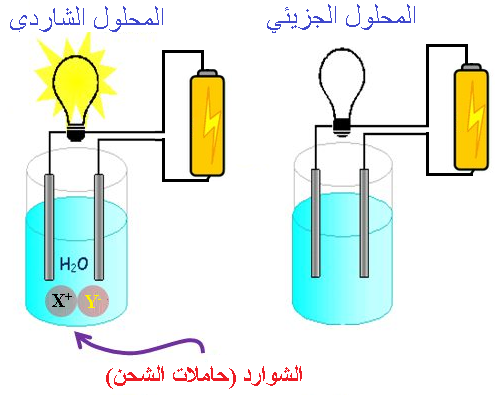 المحلول الجزيئي
المحلول الشاردي
H₂O
X⁺ Y⁻
الشوارد (حاملات الشحن)